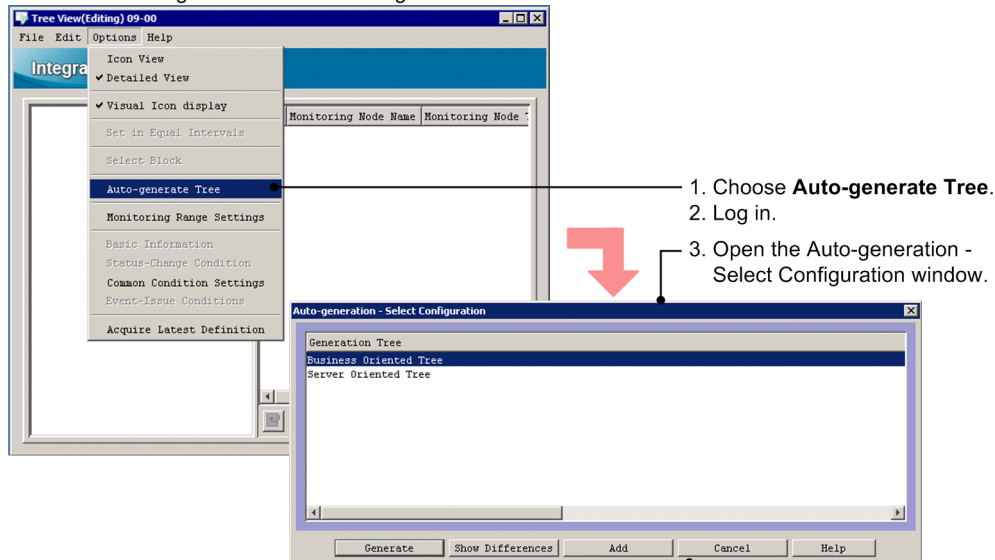 Tree View(Editing) 09-00
File Edit Options Help
Integra
Icon View
Detailed View
Visual Icon display
Set in Equal Intervals
Select Block
Auto-generate Tree
Monitoring Range Settings
Basic Information
Status-Change Condition
Common Condition Settings
Event-Issue Conditions
Acquire Latest Definition
Monitoring Node Name Monitoring Node
1. Choose Auto-generate Tree.
2. Log in.
3. Open the Auto-generation -
Select Configuration window.
Auto-generation - Select Configuration
Generation Tree
Business Oriented Tree
Server Oriented Tree
Generate Show Differences Add Cancel Help